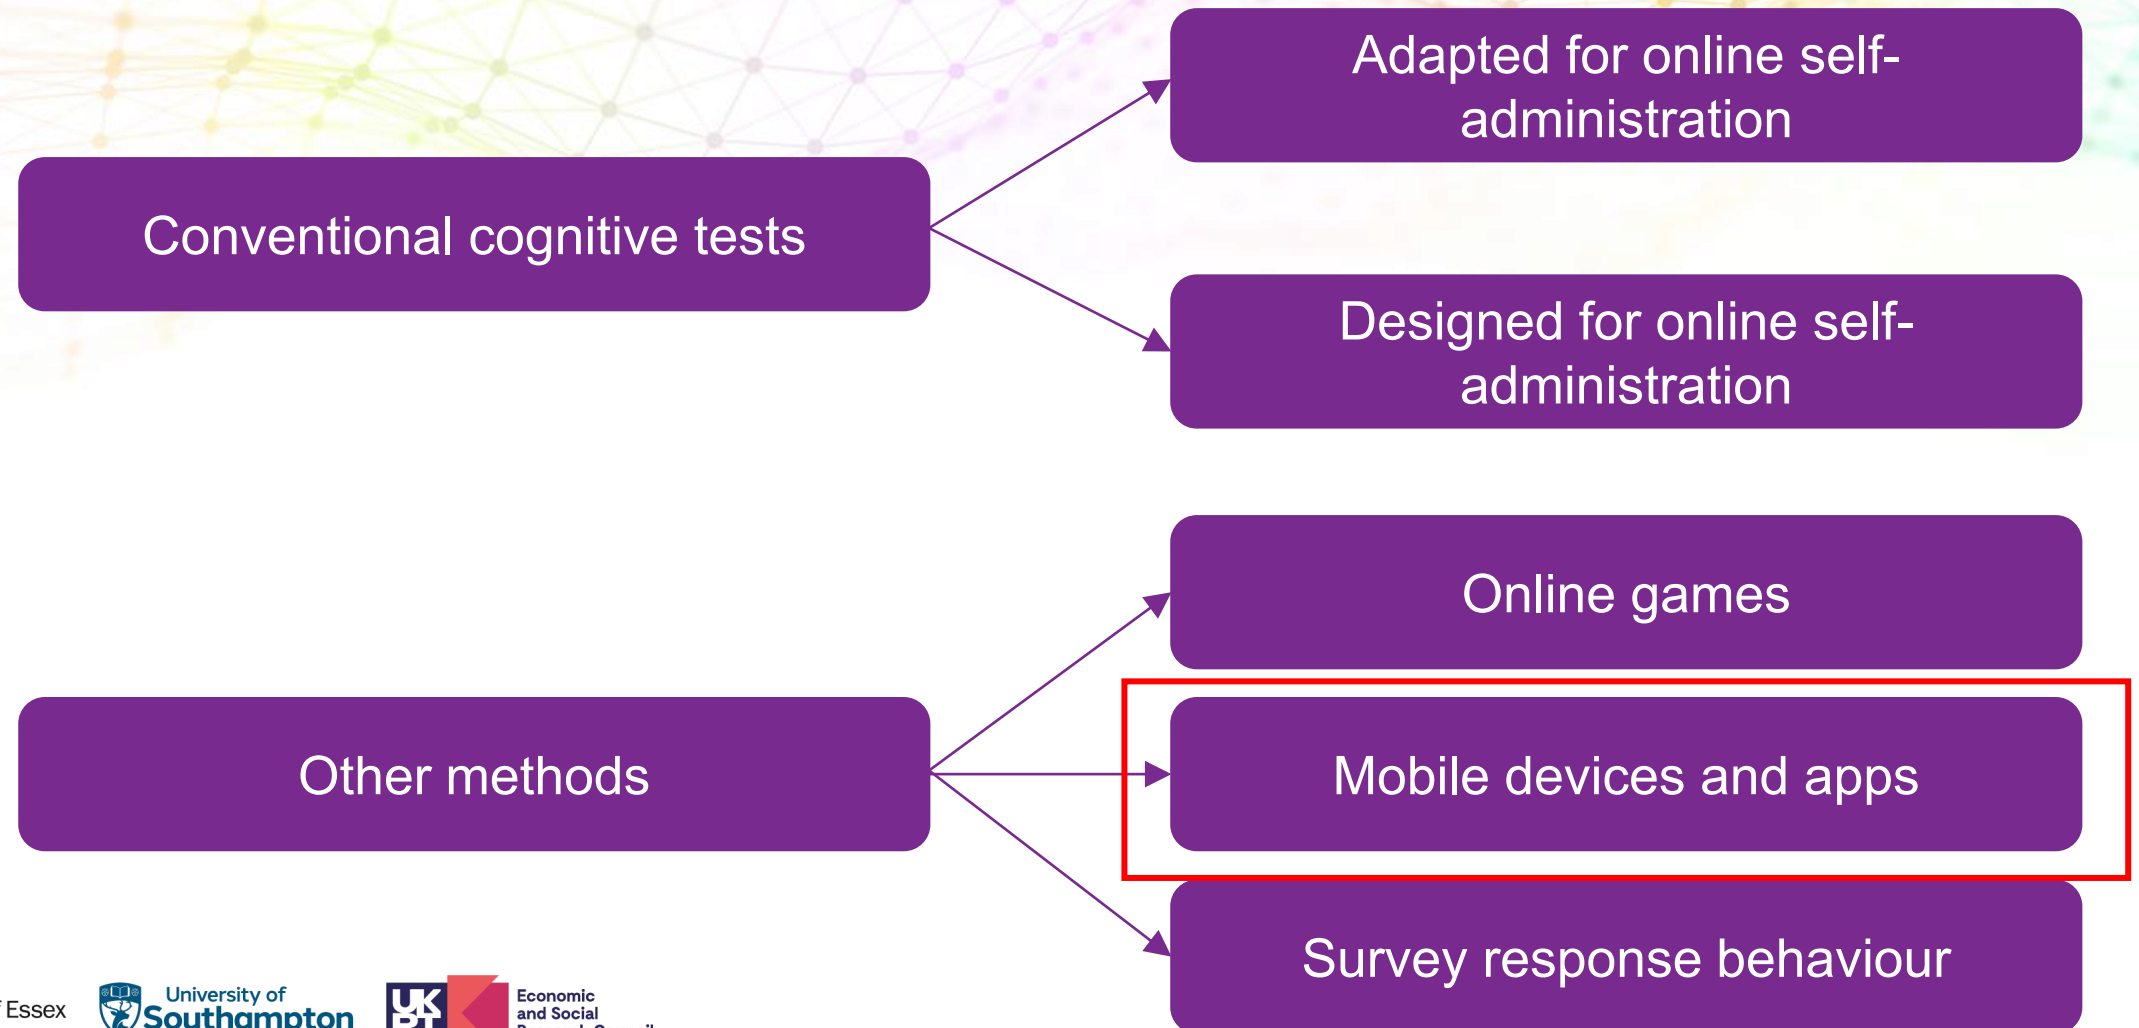 Adapted for online self-
administration
Conventional cognitive tests
Designed for online self-
administration
Online games
Other methods
Mobile devices and apps
Survey response behaviour
Essex
University of
Southampton
UK
Economic
and Social